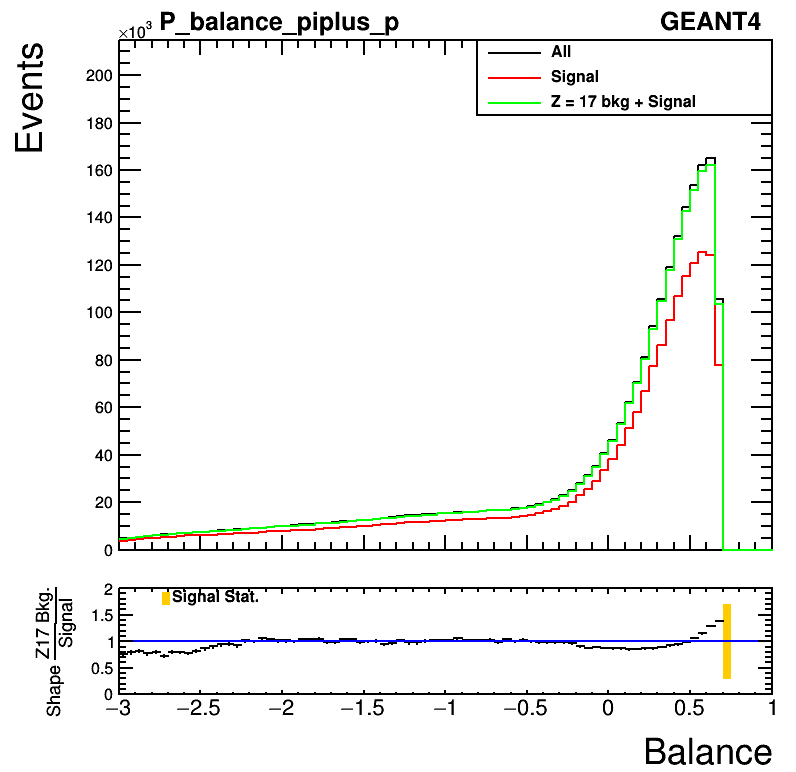 ×10³ P_balance_piplus_p GEANT4
All
Signal
Z = 17 bkg + Signal
Events
200
180
160
140
120
100
80
60
40
20
0
Signal Stat.
Shape Z17 Bkg.
Signal
2
1.5
1
0.5
0
−3 −2.5 −2 −1.5 −1 −0.5 0 0.5 1
Balance